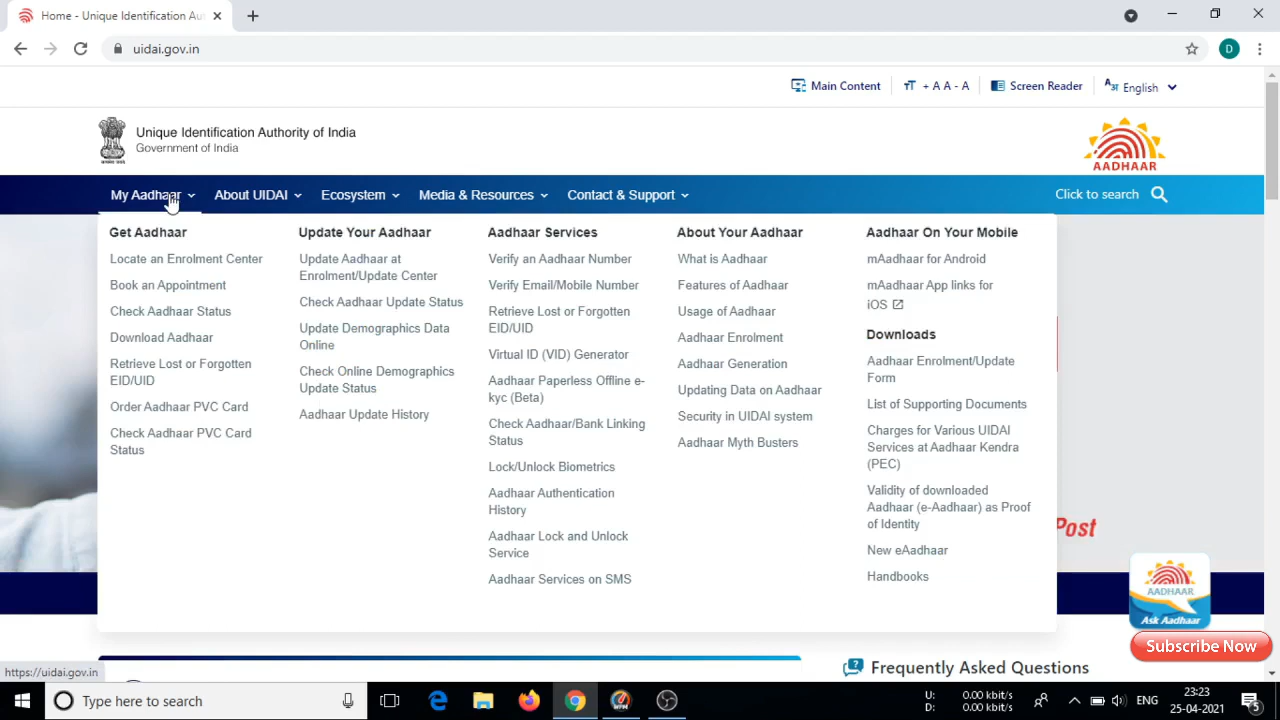 Home - Unique Identification Au
uidai.gov.in
D
Main Content
+ A A - A
Screen Reader
English
Unique Identification Authority of India
Government of India
AADHAAR
My Aadhaar
About UIDAI
Ecosystem
Media & Resources
Contact & Support
Click to search
Get Aadhaar
Locate an Enrolment Center
Book an Appointment
Check Aadhaar Status
Download Aadhaar
Retrieve Lost or Forgotten
EID/UID
Order Aadhaar PVC Card
Check Aadhaar PVC Card
Status
Update Your Aadhaar
Update Aadhaar at
Enrolment/Update Center
Check Aadhaar Update Status
Update Demographics Data
Online
Check Online Demographics
Update Status
Aadhaar Update History
Aadhaar Services
Verify an Aadhaar Number
Verify Email/Mobile Number
Retrieve Lost or Forgotten
EID/UID
Virtual ID (VID) Generator
Aadhaar Paperless Offline e-
kyc (Beta)
Check Aadhaar/Bank Linking
Status
Lock/Unlock Biometrics
Aadhaar Authentication
History
Aadhaar Lock and Unlock
Service
Aadhaar Services on SMS
About Your Aadhaar
What is Aadhaar
Features of Aadhaar
Usage of Aadhaar
Aadhaar Enrolment
Aadhaar Generation
Updating Data on Aadhaar
Security in UIDAI system
Aadhaar Myth Busters
Aadhaar On Your Mobile
mAadhaar for Android
mAadhaar App links for
iOS
Downloads
Aadhaar Enrolment/Update
Form
List of Supporting Documents
Charges for Various UIDAI
Services at Aadhaar Kendra
(PEC)
Validity of downloaded
Aadhaar (e-Aadhaar) as Proof
of Identity
New eAadhaar
Handbooks
Post
AADHAAR
Ask Aadhaar
Subscribe Now
Frequently Asked Questions
https://uidai.gov.in
Type here to search
U: 0.00 kbit/s
D: 0.00 kbit/s
ENG
23:23
25-04-2021
5